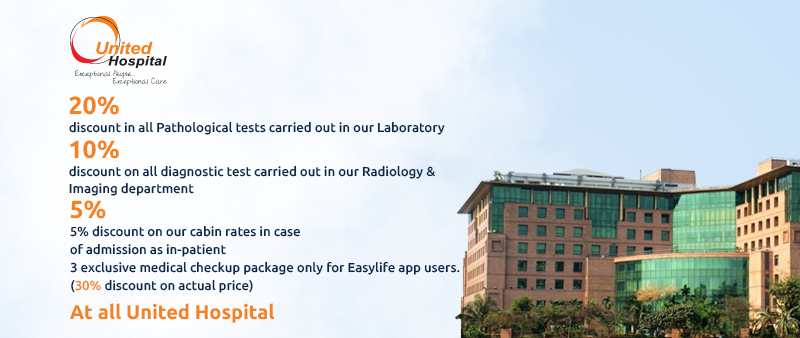 United
Hospital
Exceptional People...
Exceptional Care
20%
discount in all Pathological tests carried out in our Laboratory
10%
discount on all diagnostic test carried out in our Radiology &
Imaging department
5%
5% discount on our cabin rates in case
of admission as in-patient
3 exclusive medical checkup package only for Easylife app users.
(30% discount on actual price)
At all United Hospital